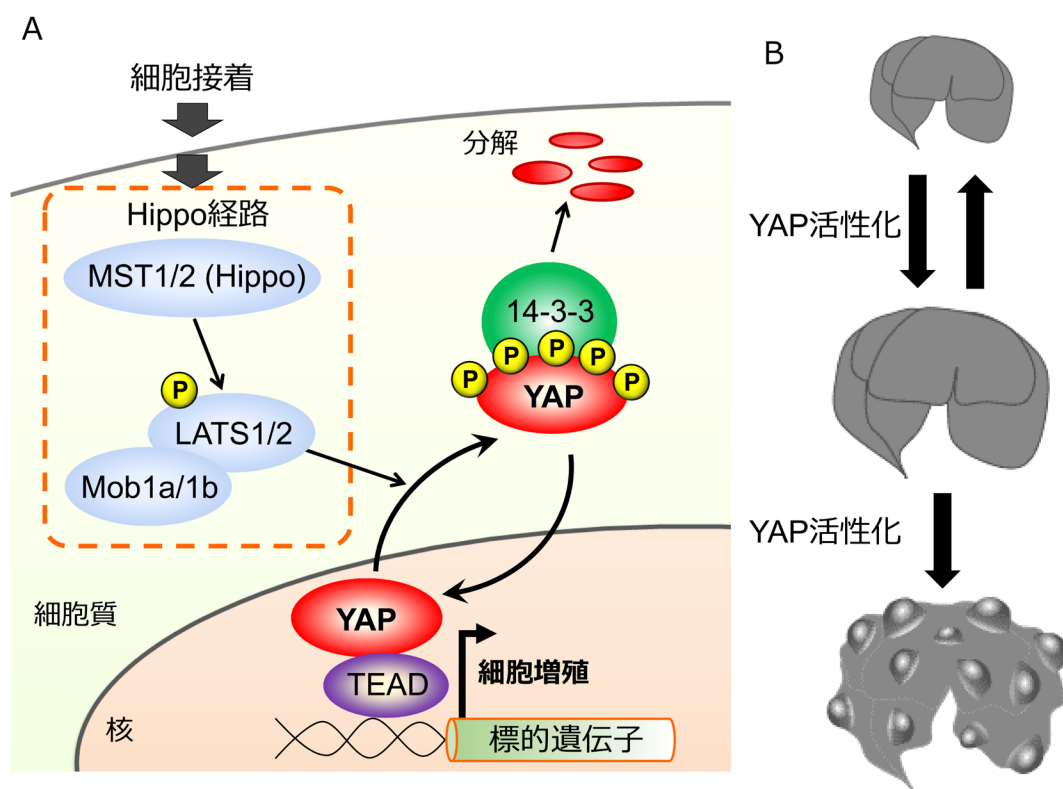 A
細胞接着
Hippo経路
MST1/2 (Hippo)
P
LATS1/2
Mob1a/1b
分解
14-3-3
P
P
P
P
P
YAP
細胞質
核
YAP
TEAD
細胞増殖
標的遺伝子
B
YAP活性化
YAP活性化